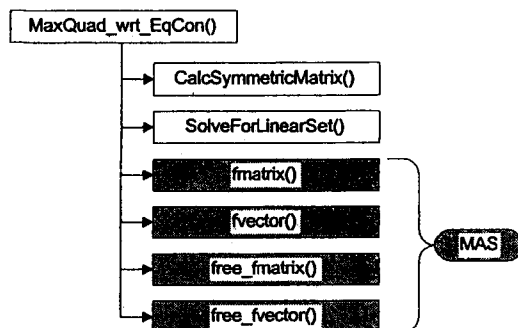 MaxQuad_wrt_EqCon()
CalcSymmetricMatrix()
SolveForLinearSet()
fmatrix()
fvector()
MAS
free_fmatrix()
free_fvector()